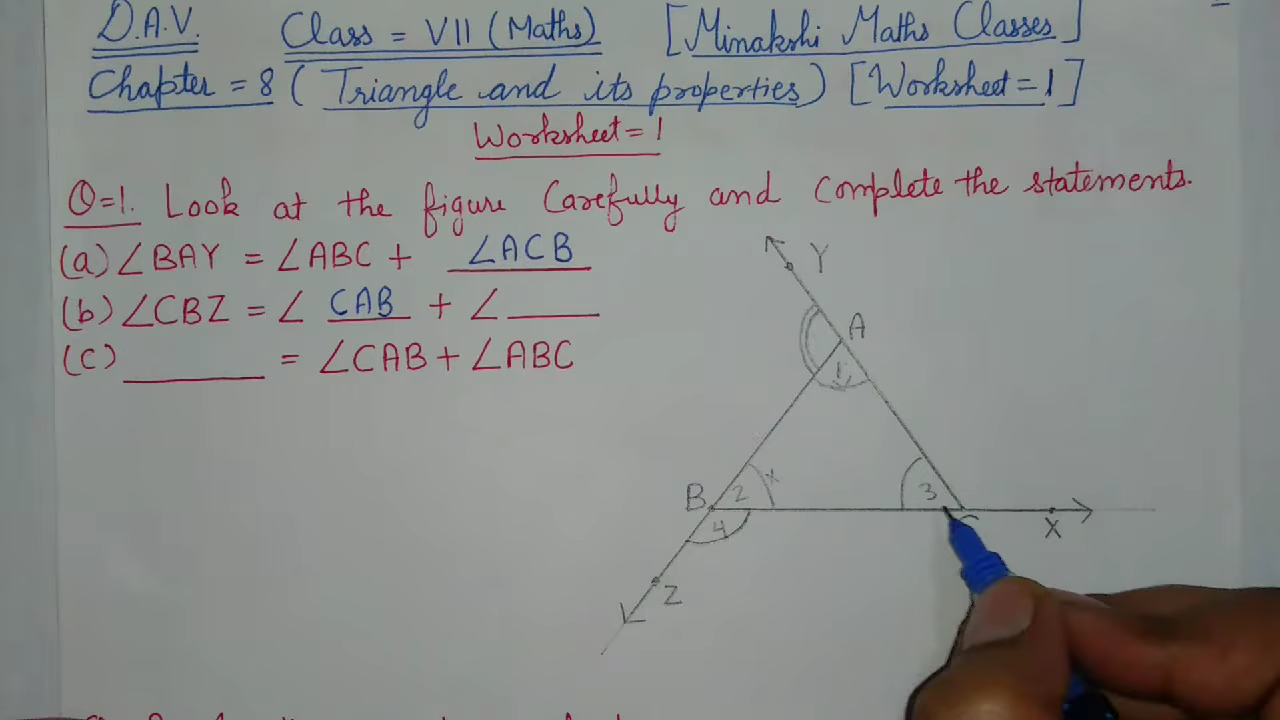 D.A.V. Class = VII (Maths) [Minakshi Maths Classes]
Chapter = 8 (Triangle and its properties) [Worksheet = 1]
Worksheet = 1
Q=1. Look at the figure Carefully and Complete the statements.
(a) ∠BAY = ∠ABC + ∠ACB
(b) ∠CBZ = ∠ CAB + ∠ ______
(c) ______ = ∠CAB + ∠ABC
Y
A
1
B 2 3
4 X
Z